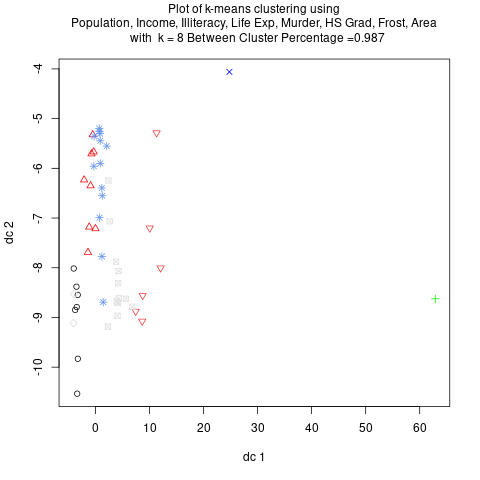 Plot of k-means clustering using
Population, Income, Illiteracy, Life Exp, Murder, HS Grad, Frost, Area
with k = 8 Between Cluster Percentage =0.987
-4
-5
-6
-7
-8
-9
-10
dc 2
0 10 20 30 40 50 60
dc 1